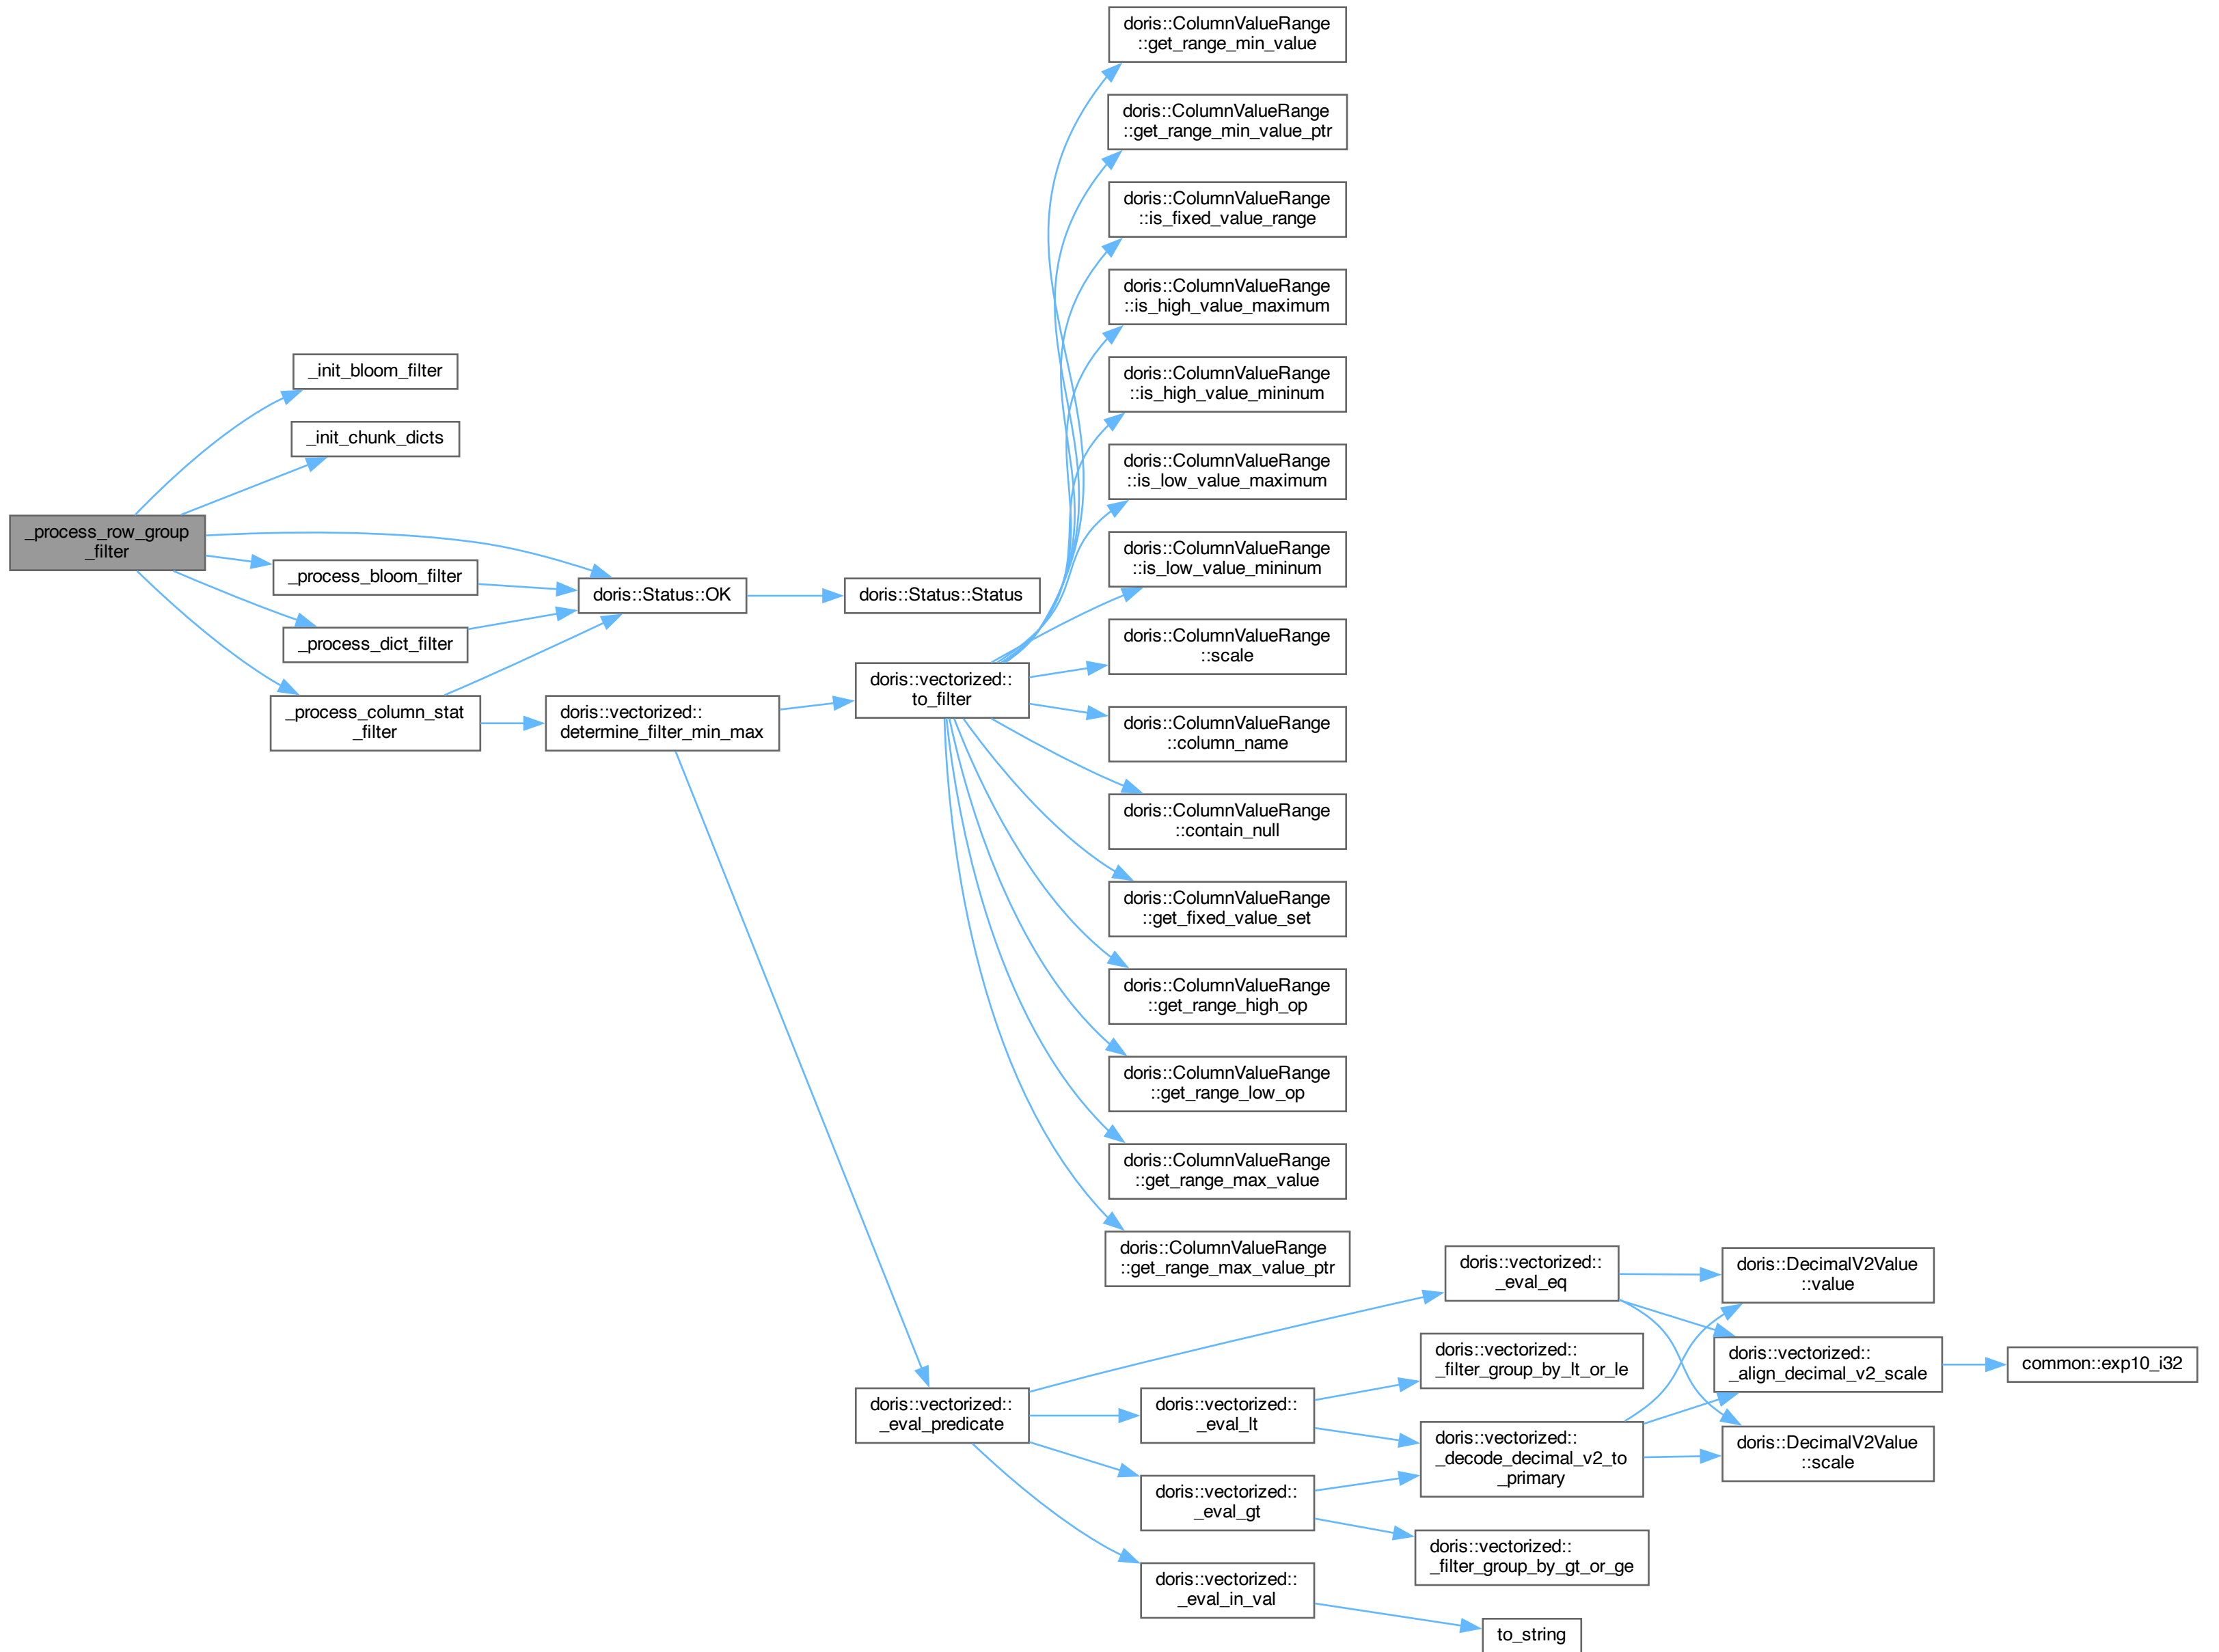 _process_row_group
_filter
_init_bloom_filter
_init_chunk_dicts
_process_bloom_filter
_process_dict_filter
_process_column_stat
_filter
doris::Status::OK
doris::Status::Status
doris::vectorized::
determine_filter_min_max
doris::vectorized::
to_filter
doris::ColumnValueRange
::get_range_min_value
doris::ColumnValueRange
::get_range_min_value_ptr
doris::ColumnValueRange
::is_fixed_value_range
doris::ColumnValueRange
::is_high_value_maximum
doris::ColumnValueRange
::is_high_value_mininum
doris::ColumnValueRange
::is_low_value_maximum
doris::ColumnValueRange
::is_low_value_mininum
doris::ColumnValueRange
::scale
doris::ColumnValueRange
::column_name
doris::ColumnValueRange
::contain_null
doris::ColumnValueRange
::get_fixed_value_set
doris::ColumnValueRange
::get_range_high_op
doris::ColumnValueRange
::get_range_low_op
doris::ColumnValueRange
::get_range_max_value
doris::ColumnValueRange
::get_range_max_value_ptr
doris::vectorized::
_eval_predicate
doris::vectorized::
_eval_eq
doris::vectorized::
_eval_lt
doris::vectorized::
_eval_gt
doris::vectorized::
_eval_in_val
doris::vectorized::
_filter_group_by_lt_or_le
doris::vectorized::
_decode_decimal_v2_to
_primary
doris::vectorized::
_filter_group_by_gt_or_ge
to_string
doris::DecimalV2Value
::value
doris::vectorized::
_align_decimal_v2_scale
doris::DecimalV2Value
::scale
common::exp10_i32